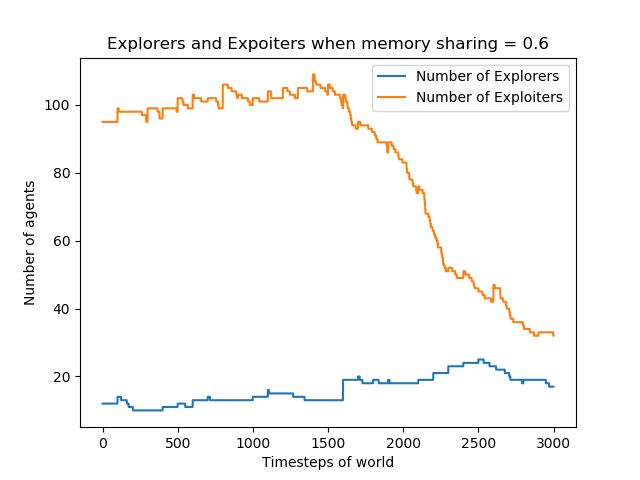 Explorers and Expoiters when memory sharing = 0.6
Number of Explorers
Number of Exploiters
Number of agents
100
80
60
40
20
0 500 1000 1500 2000 2500 3000
Timesteps of world